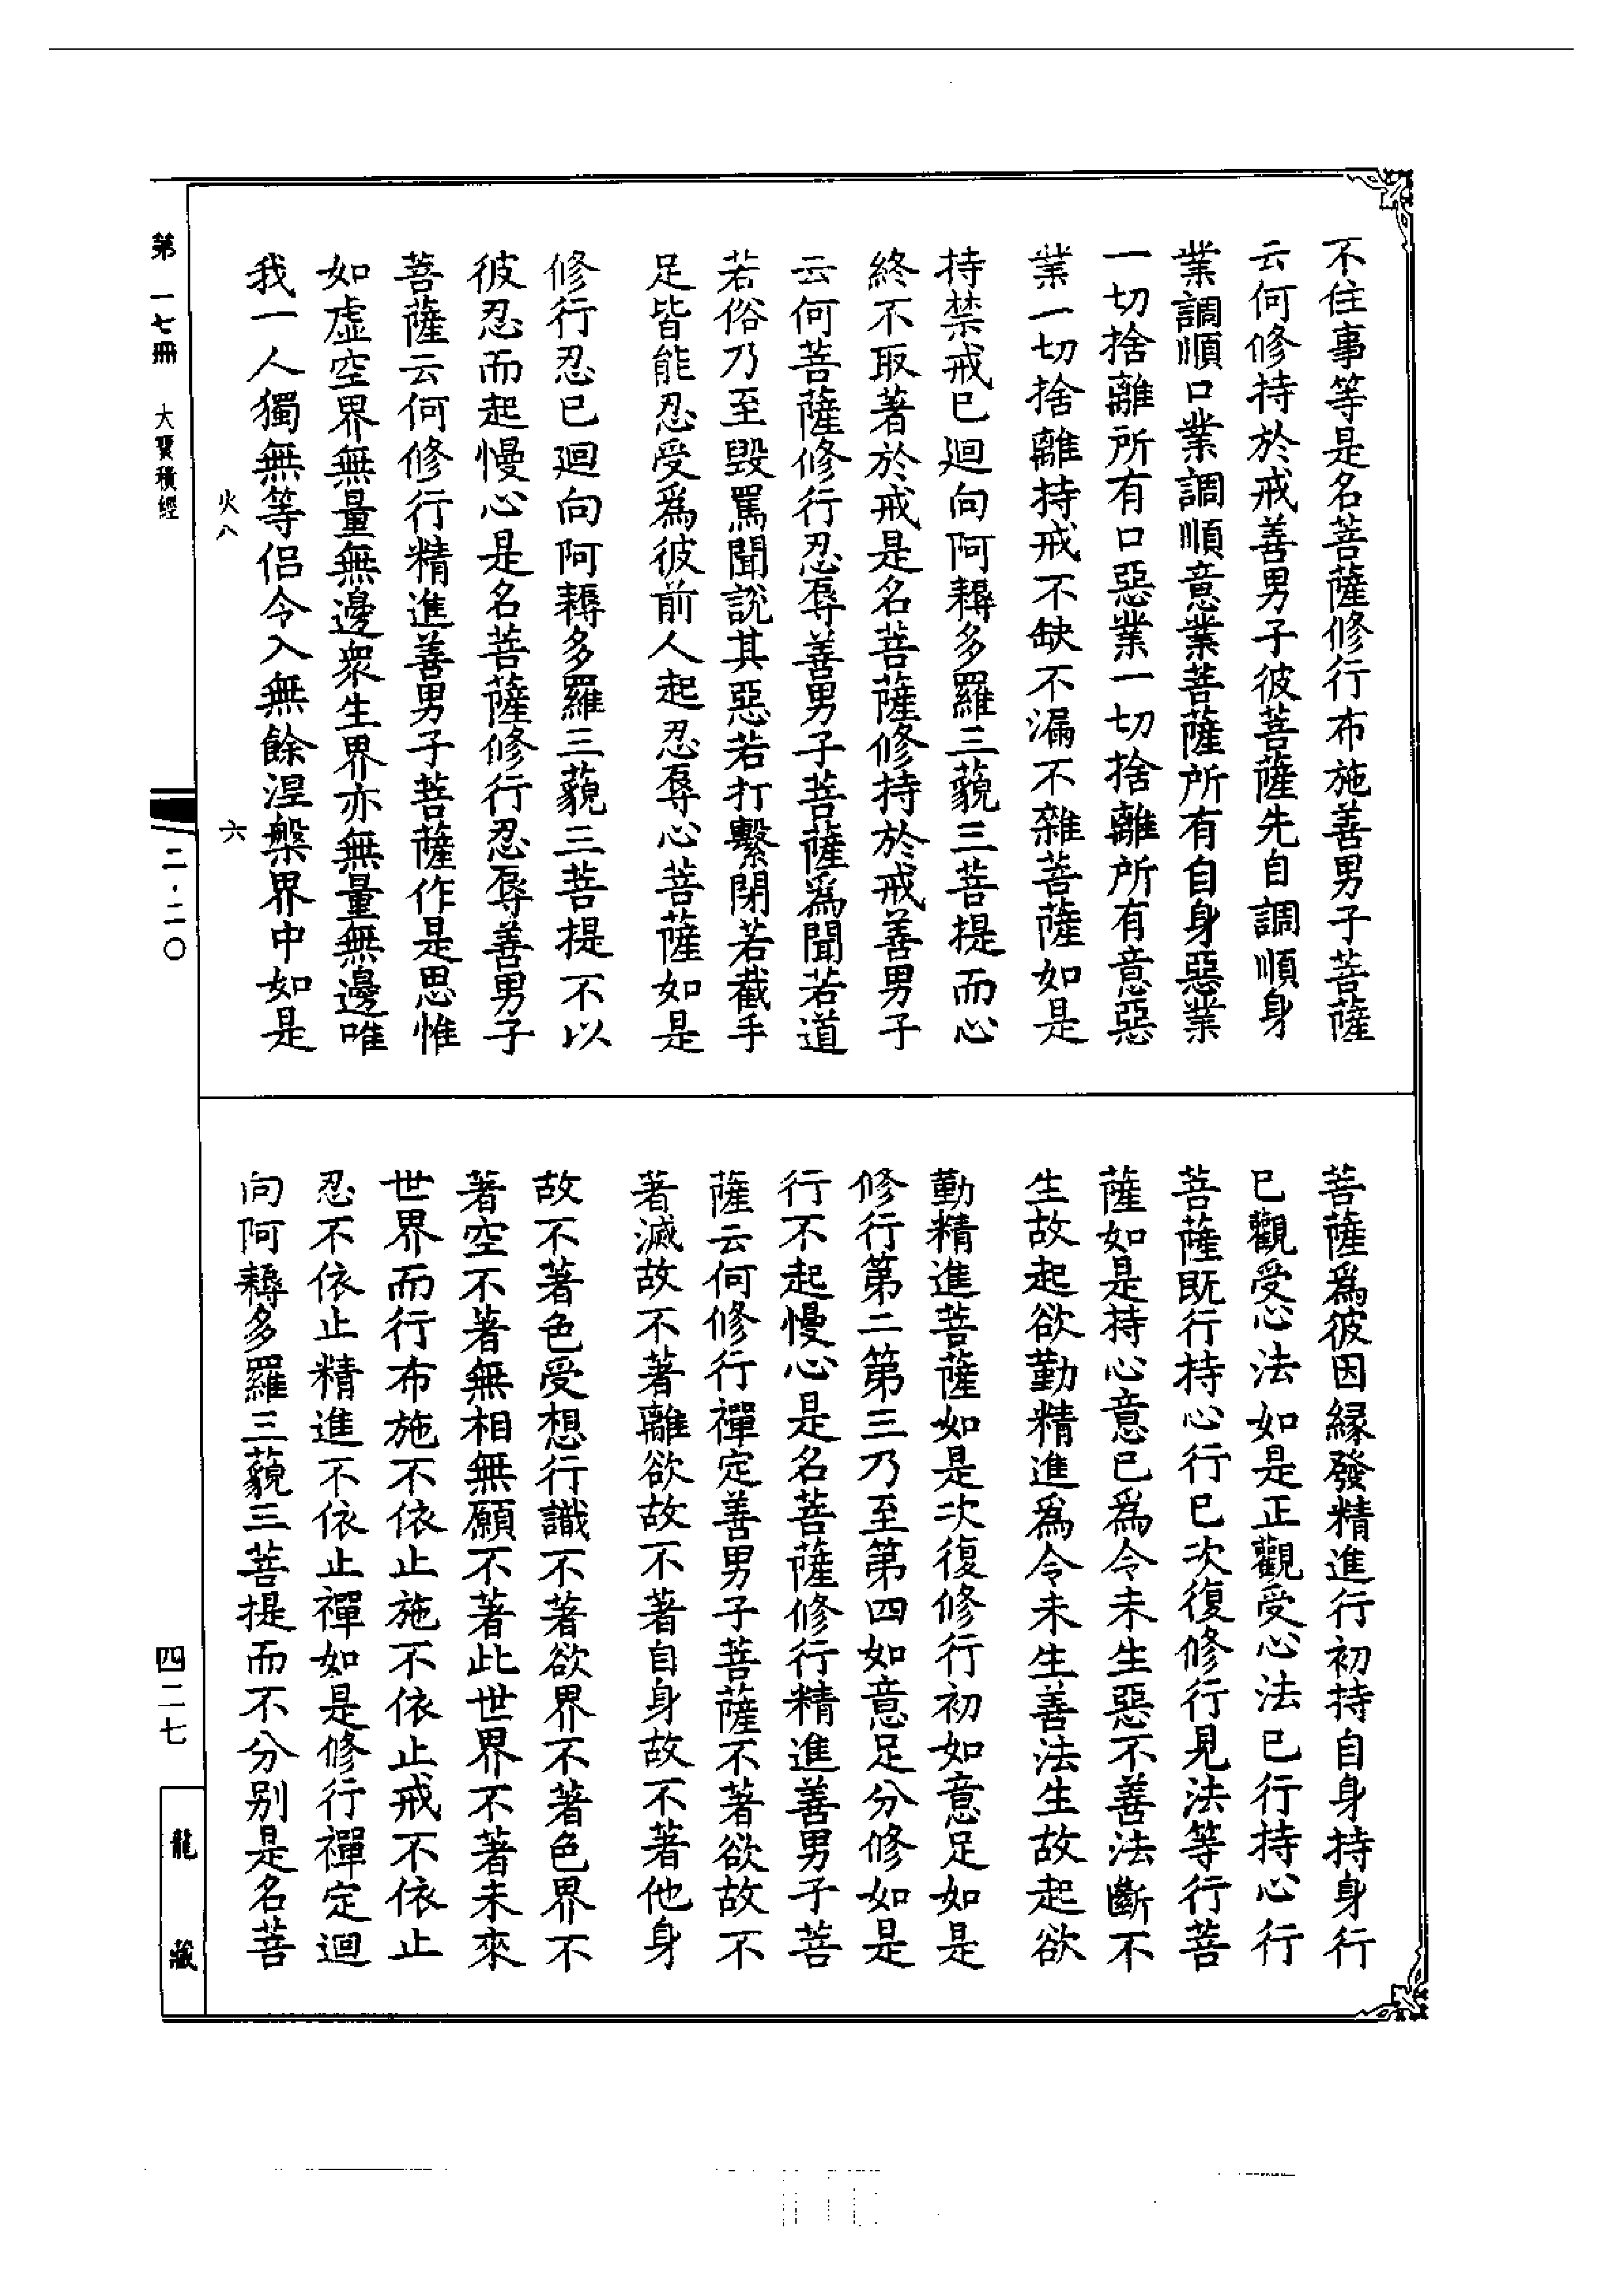 不住事等是名菩薩修行布施善男子菩薩
云何修持於戒善男子彼菩薩先自調順身
業調順口業調順意業菩薩所有自身惡業
一切捨離所有口惡業一切捨離所有意惡
業一切捨離持戒不缺不漏不雜菩薩如是
持禁戒已迴向阿耨多羅三藐三菩提而心
終不取著於戒是名菩薩修持於戒善男子
云何菩薩修行忍辱善男子菩薩為聞若道
若俗乃至毀罵聞說其惡若打繫閉若截手
足皆能忍受為彼前人起忍辱心菩薩如是
修行忍已迴向阿耨多羅三藐三菩提不以
彼忍而起慢心是名菩薩修行忍辱善男子
菩薩云何修行精進善男子菩薩作是思惟
如虛空界無量無邊眾生界亦無量無邊唯
我一人獨無等侶令入無餘涅槃界中如是
菩薩為彼因緣發精進行初持自身持身行
已觀受心法如是正觀受心法已行持心行
菩薩既行持心行已次復修行見法等行菩
薩如是持心意已為令未生惡不善法斷不
生故起欲勤精進為令未生善法生故起欲
勤精進菩薩如是次復修行初如意足如是
修行第二第三乃至第四如意足分修如是
行不起慢心是名菩薩修行精進善男子菩
薩云何修行禪定善男子菩薩不著欲故不
著滅故不著離欲故不著自身故不著他身
故不著色受想行識不著欲界不著色界不
著空不著無相無願不著此世界不著未來
世界而行布施不依止施不依止戒不依止
忍不依止精進不依止禪如是修行禪定迴
向阿耨多羅三藐三菩提而不分別是名菩
火八
六
第一七冊 大寶積經
二·二〇
四二七
龍藏